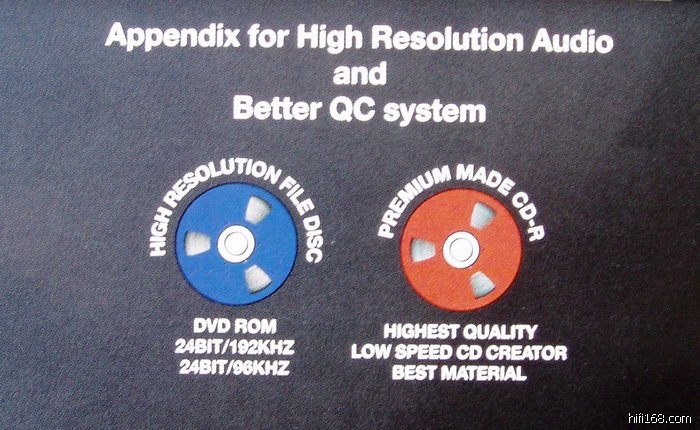 Appendix for High Resolution Audio
and
Better QC system
HIGH RESOLUTION FILE DISC
PREMIUM MADE CD-R
DVD ROM
24BIT/192KHZ
24BIT/96KHZ
HIGHEST QUALITY
LOW SPEED CD CREATOR
BEST MATERIAL
hifi168.com